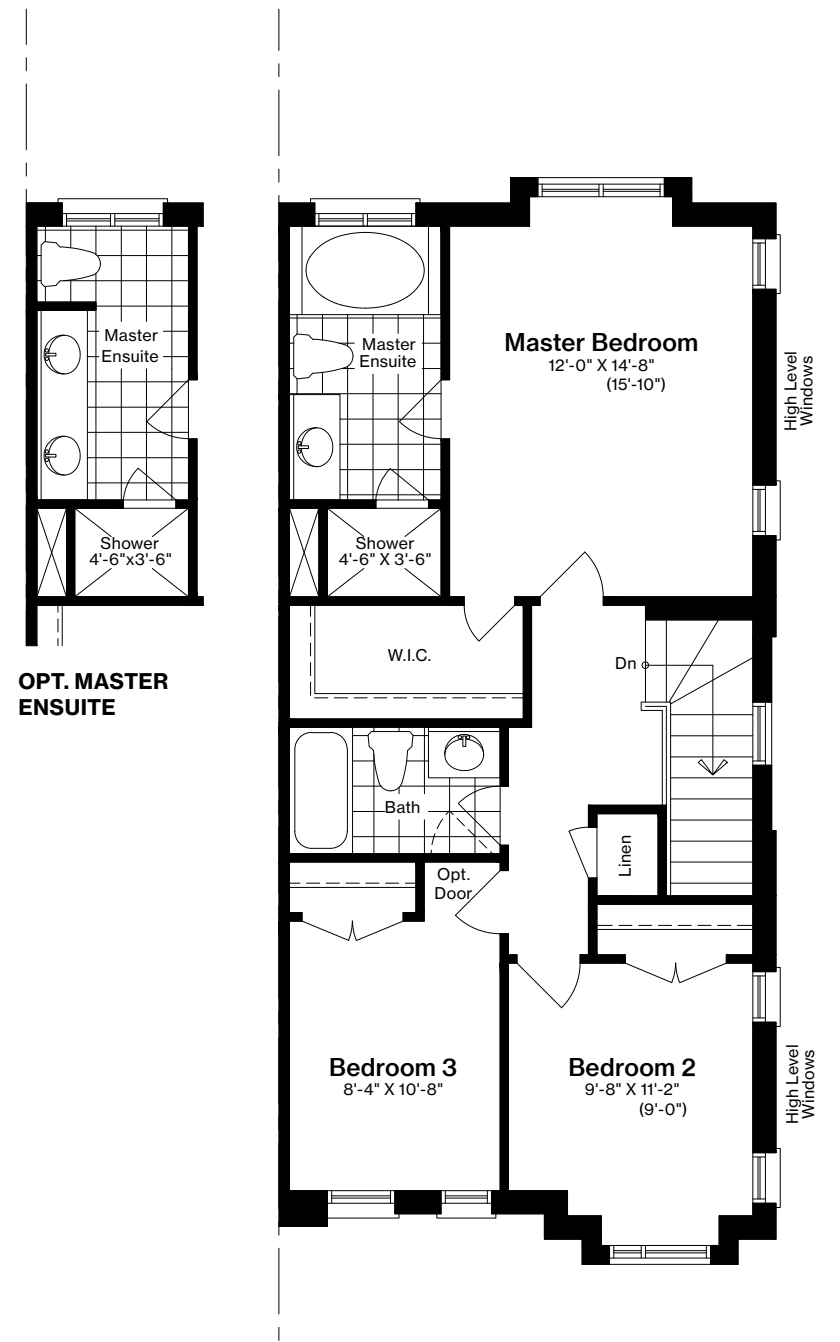 Master
Ensuite
Shower
4'-6"x3'-6"
OPT. MASTER
ENSUITE
Master
Ensuite
Shower
4'-6" X 3'-6"
Master Bedroom
12'-0" X 14'-8"
(15'-10")
High Level
Windows
W.I.C.
Dn
Bath
Linen
Opt.
Door
Bedroom 3
8'-4" X 10'-8"
Bedroom 2
9'-8" X 11'-2"
(9'-0")
High Level
Windows